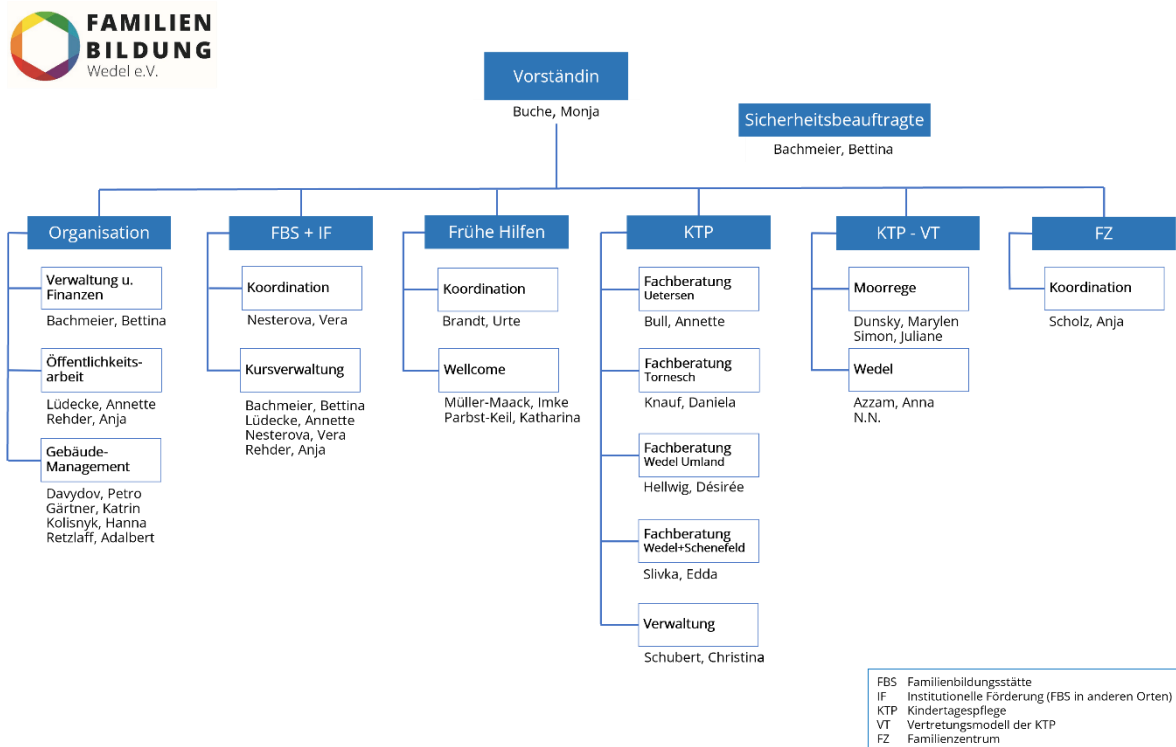 FAMILIEN
BILDUNG
Wedel e.V.
Vorständin
Buche, Monja
Sicherheitsbeauftragte
Bachmeier, Bettina
Organisation
Verwaltung u.
Finanzen
Bachmeier, Bettina
Öffentlichkeits-
arbeit
Lüdecke, Annette
Rehder, Anja
Gebäude-
Management
Davydov, Petro
Gärtner, Katrin
Kolisnyk, Hanna
Retzlaff, Adalbert
FBS + IF
Koordination
Nesterova, Vera
Kursverwaltung
Bachmeier, Bettina
Lüdecke, Annette
Nesterova, Vera
Rehder, Anja
Frühe Hilfen
Koordination
Brandt, Urte
Wellcome
Müller-Maack, Imke
Parbst-Keil, Katharina
KTP
Fachberatung
Uetersen
Bull, Annette
Fachberatung
Tornesch
Knauf, Daniela
Fachberatung
Wedel Umland
Hellwig, Désirée
Fachberatung
Wedel+Schenefeld
Slivka, Edda
Verwaltung
Schubert, Christina
KTP - VT
Moorrege
Dunsky, Marylen
Simon, Juliane
Wedel
Azzam, Anna
N.N.
FZ
Koordination
Scholz, Anja
FBS Familienbildungsstätte
IF Institutionelle Förderung (FBS in anderen Orten)
KTP Kindertagespflege
VT Vertretungsmodell der KTP
FZ Familienzentrum